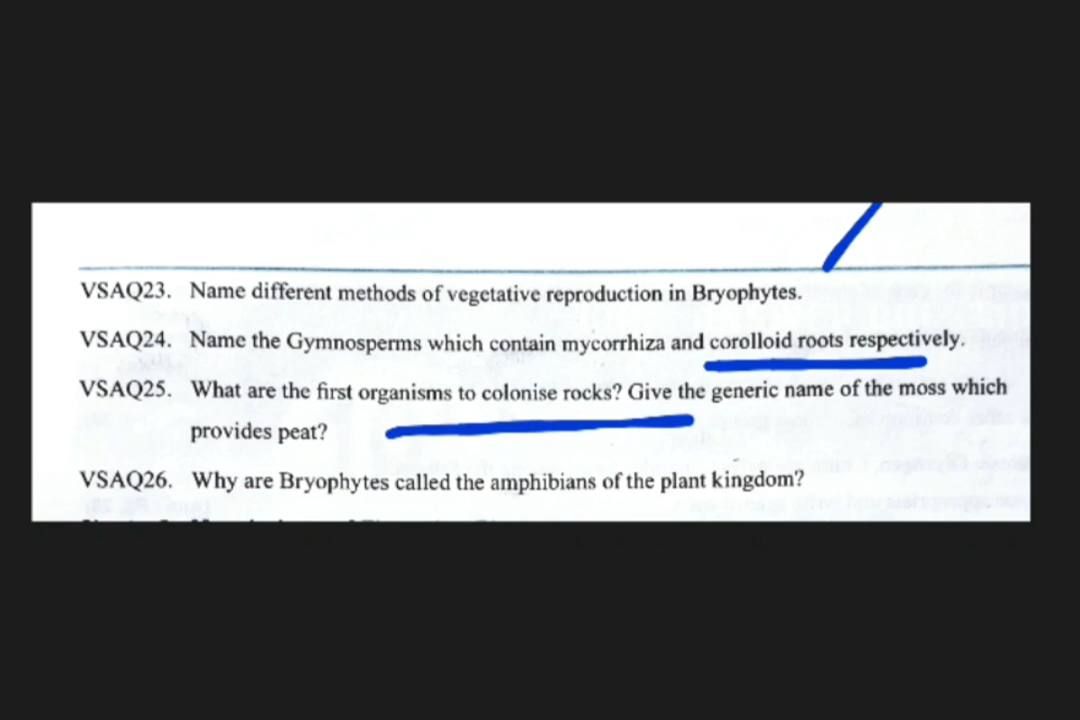 VSAQ23. Name different methods of vegetative reproduction in Bryophytes.
VSAQ24. Name the Gymnosperms which contain mycorrhiza and corolloid roots respectively.
VSAQ25. What are the first organisms to colonise rocks? Give the generic name of the moss which
provides peat?
VSAQ26. Why are Bryophytes called the amphibians of the plant kingdom?